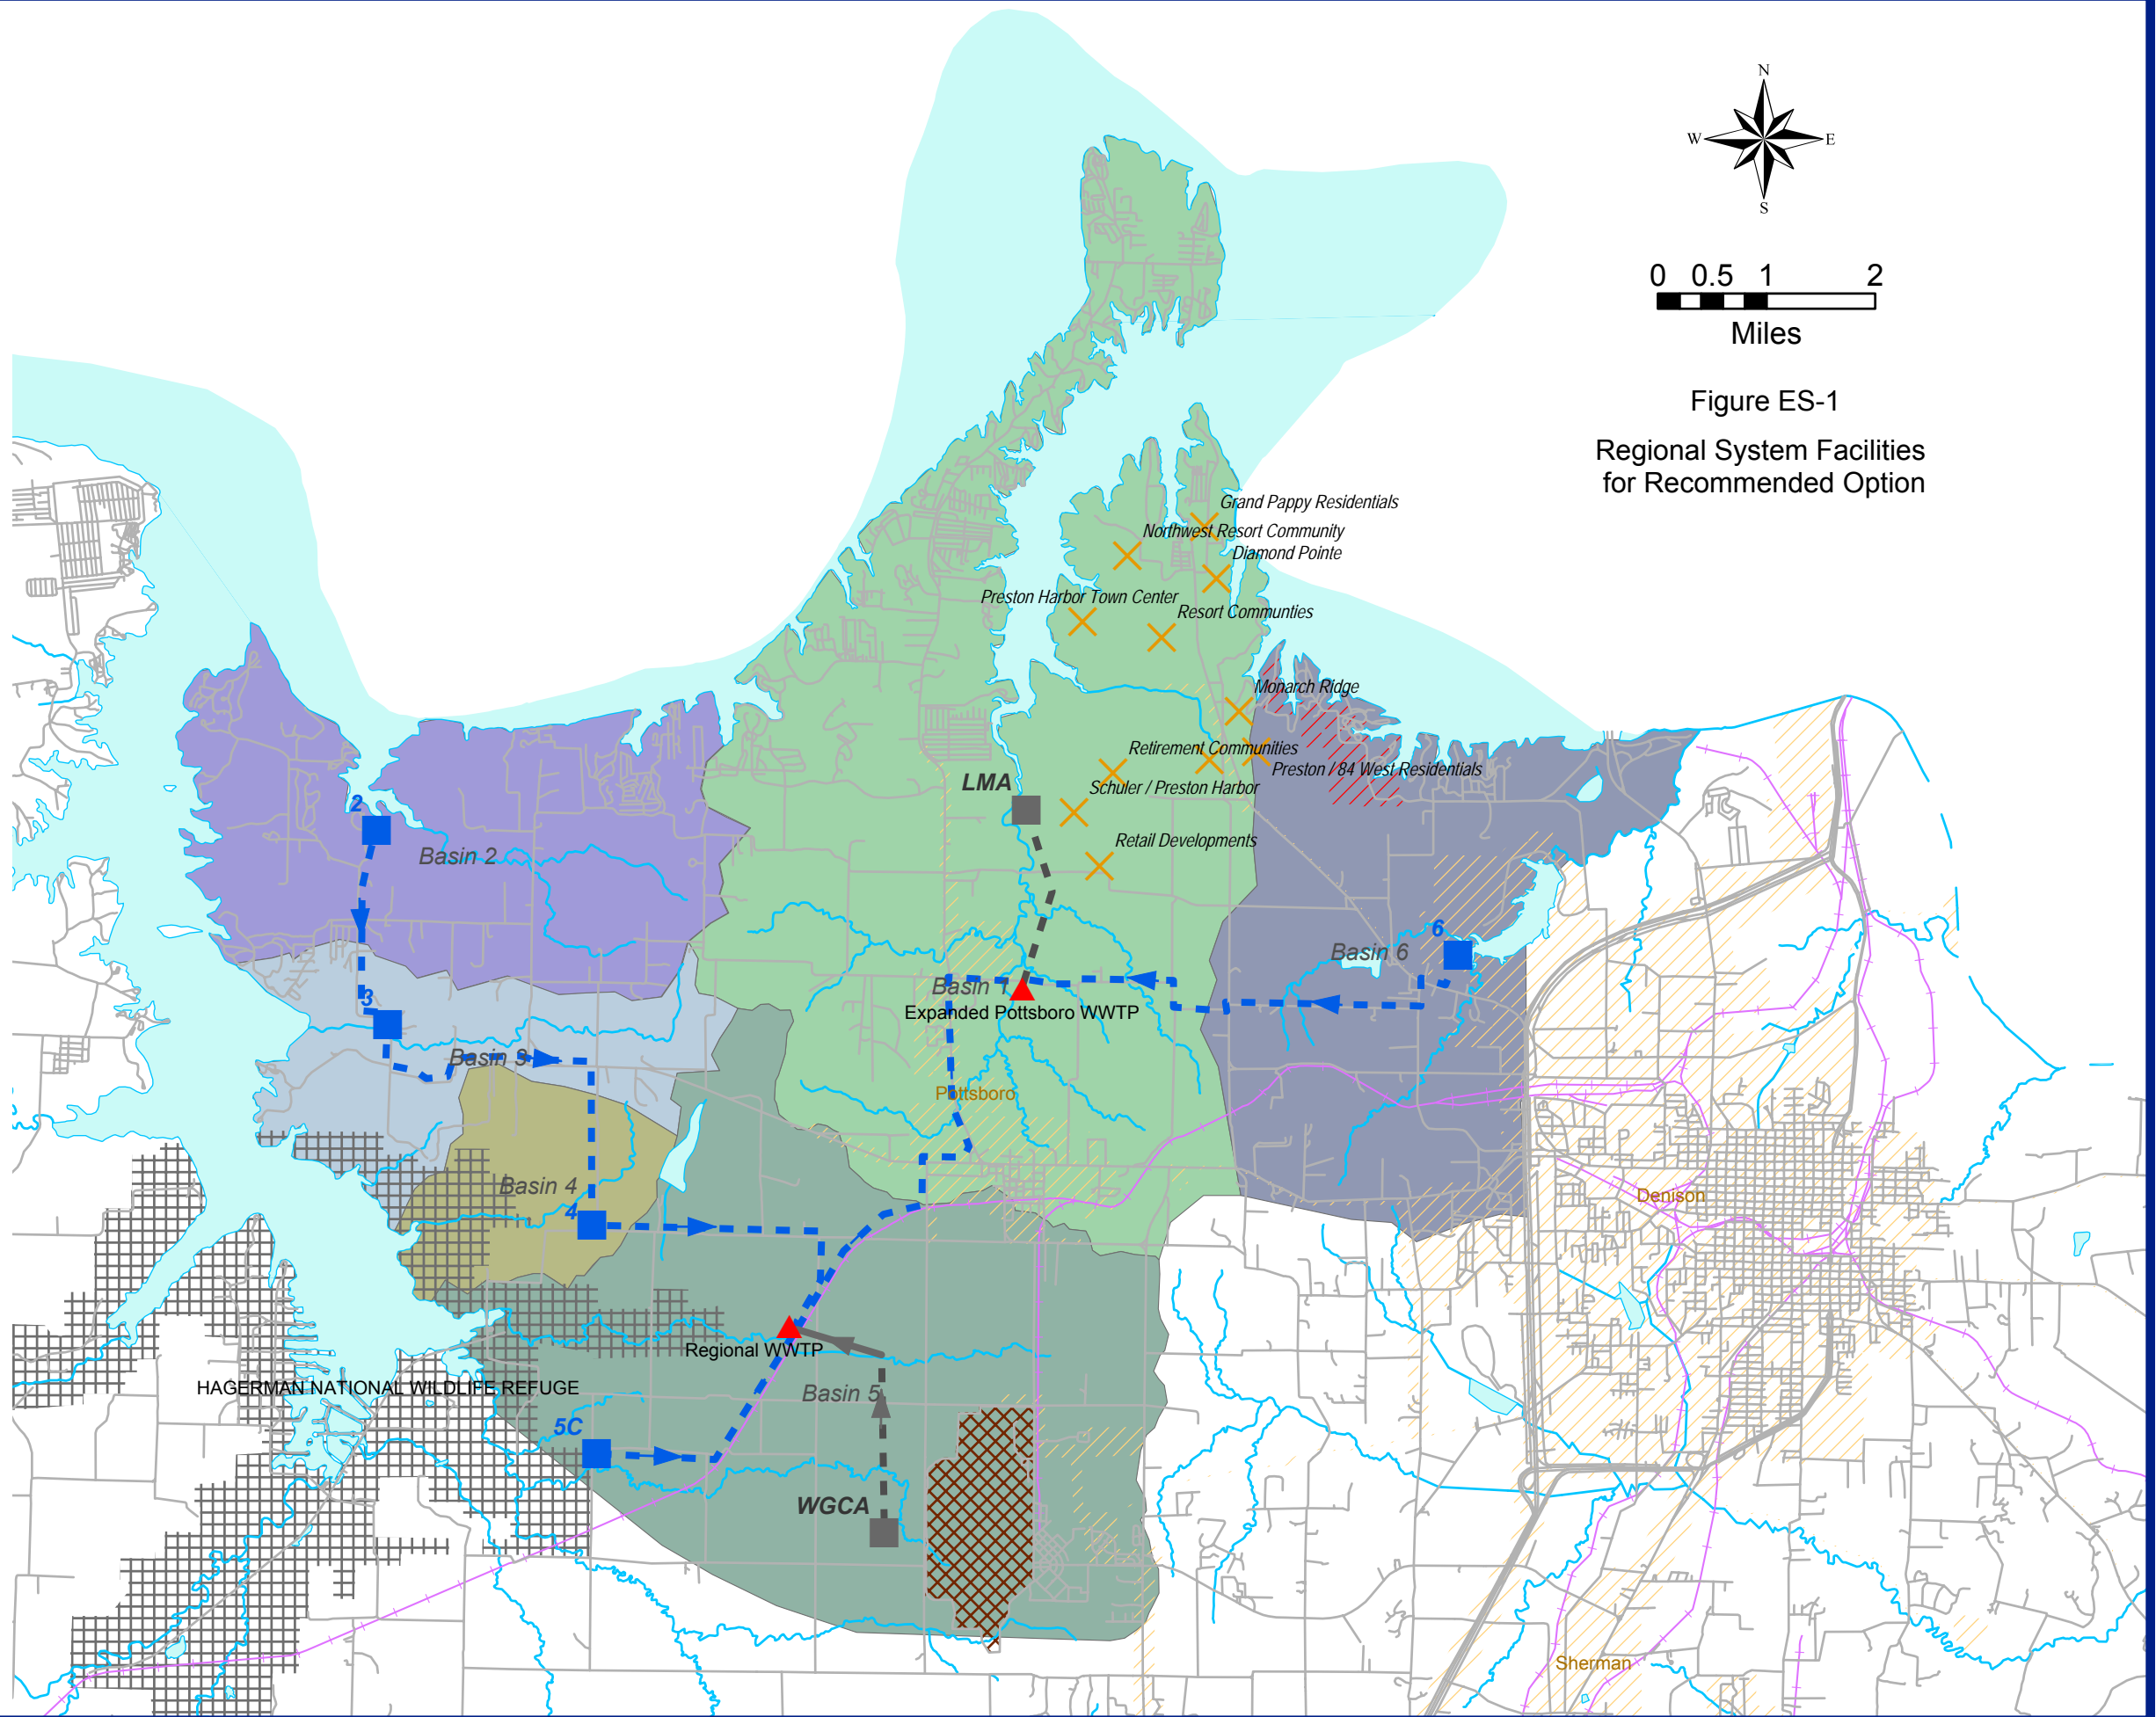 N
W
E
S
0 0.5 1 2
Miles
Figure ES-1
Regional System Facilities
for Recommended Option
Grand Pappy Residentials
Northwest Resort Community
Diamond Pointe
Preston Harbor Town Center
Resort Communties
Monarch Ridge
Retirement Communities
Preston / 84 West Residentials
LMA
Schuler / Preston Harbor
2
Retail Developments
Basin 2
6
Basin 6
Basin 1
3
Expanded Pottsboro WWTP
Basin 3
Pottsboro
Basin 4
Denison
4
Regional WWTP
HAGERMAN NATIONAL WILDLIFE REFUGE
Basin 5
5C
WGCA
Sherman